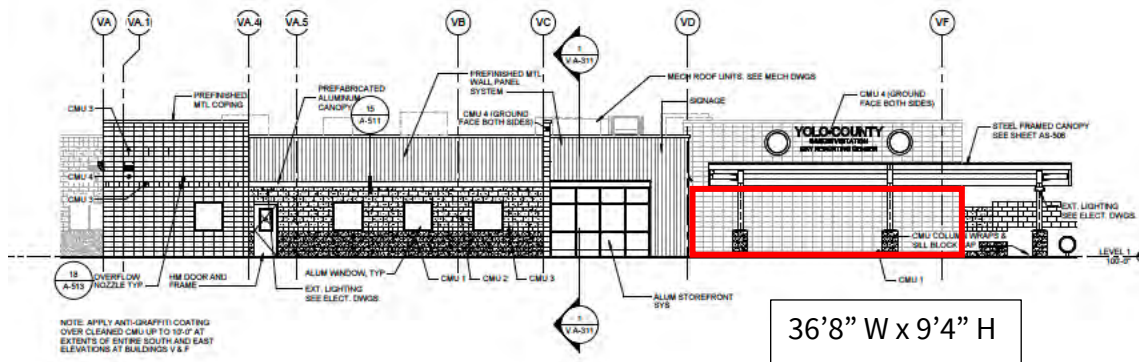 VA
VA.1
VA.4
VA.5
VB
VC
VD
VF
1
V A-311
PREFINISHED
MTL COPING
PREFABRICATED
ALUMINUM
CANOPY
15
A-511
PREFINISHED MTL
WALL PANEL
SYSTEM
CMU 4 (GROUND
FACE BOTH SIDES)
MECH ROOF UNITS. SEE MECH DWGS
SIGNAGE
CMU 4 (GROUND
FACE BOTH SIDES)
STEEL FRAMED CANOPY
SEE SHEET AS-506
CMU 3
CMU 4
CMU 3
YOLO COUNTY
EXT. LIGHTING
SEE ELECT. DWGS.
CMU COLUMN WRAPS &
SILL BLOCK
LEVEL 1
100'-0"
18
A-513
OVERFLOW
NOZZLE TYP.
HM DOOR AND
FRAME
EXT. LIGHTING
SEE ELECT. DWGS
ALUM WINDOW, TYP
CMU 1
CMU 2
CMU 3
ALUM STOREFRONT
SYS
CMU 1
1
V A-311
NOTE: APPLY ANTI-GRAFFITI COATING
OVER CLEANED CMU UP TO 10'-0" AT
EXTENTS OF ENTIRE SOUTH AND EAST
ELEVATIONS AT BUILDINGS V & F
36'8” W x 9'4” H